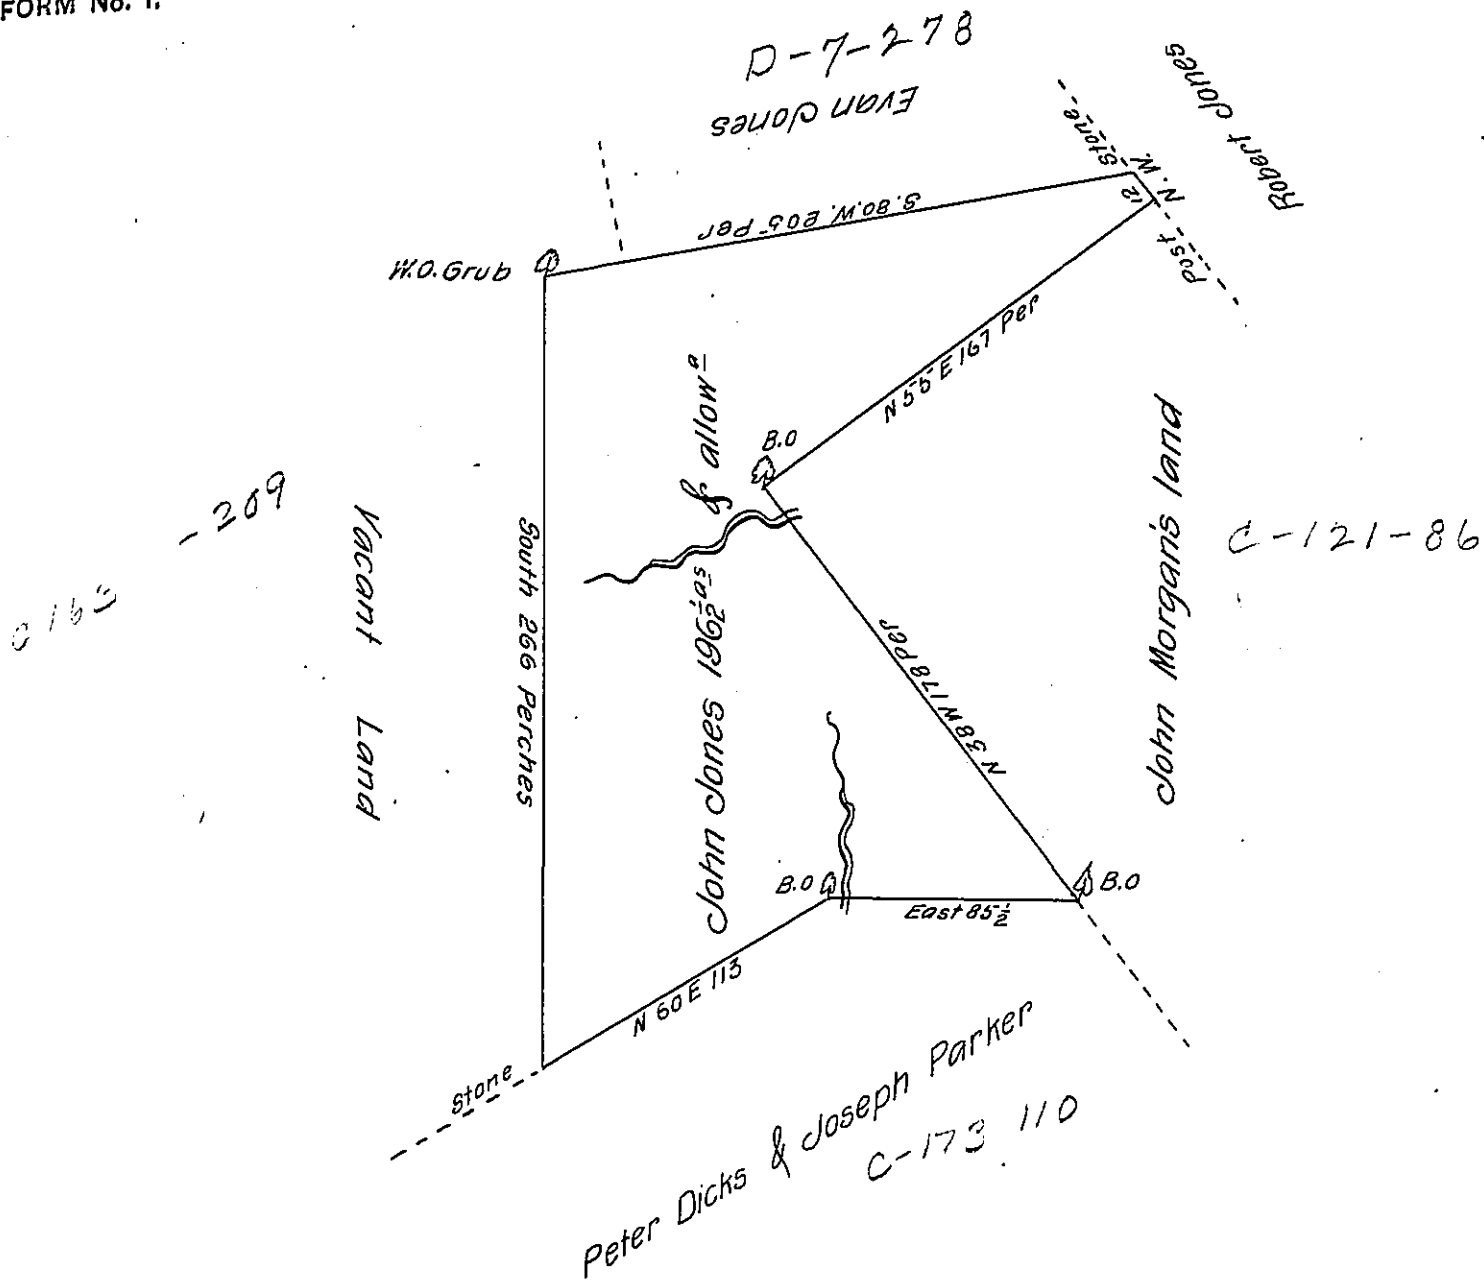 FORM No. 1.
D-7-278
Evan Jones
Robert Jones
Stone
N.W.
12
Post
S. 80. W. 205 Per
W.O. Grub
N 55 E 167 Per
B.O
John Jones 196½ as & allowᵉ
South 266 Perches
Vacant Land
-209
C 163
John Morgan's land
C-121-86
N 38 W 178 Per
B.O
East 85½
B.O
N 60 E 113
Stone
Peter Dicks & Joseph Parker
C-173 110